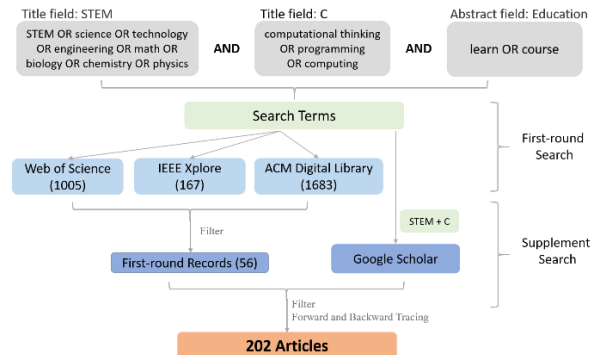 Title field: STEM
Title field: C
Abstract field: Education
STEM OR science OR technology
OR engineering OR math OR
biology OR chemistry OR physics
AND
computational thinking
OR programming
OR computing
AND
learn OR course
Search Terms
First-round
Search
Web of Science
(1005)
IEEE Xplore
(167)
ACM Digital Library
(1683)
STEM + C
Filter
Supplement
Search
First-round Records (56)
Google Scholar
Filter
Forward and Backward Tracing
202 Articles